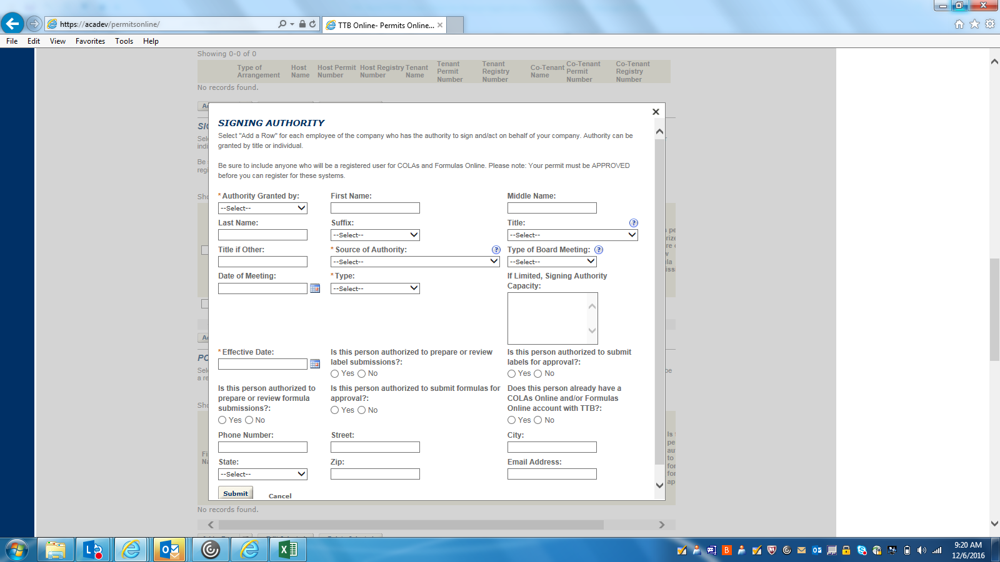 https://acadev/permitsonline/
TTB Online- Permits Online...
File Edit View Favorites Tools Help
Showing 0-0 of 0
Type of Arrangement Host Name Host Permit Number Host Registry Number Tenant Name Tenant Permit Number Tenant Registry Number Co-Tenant Name Co-Tenant Permit Number Co-Tenant Registry Number
No records found.
SIGNING AUTHORITY
Select "Add a Row" for each employee of the company who has the authority to sign and/act on behalf of your company. Authority can be
granted by title or individual.
Be sure to include anyone who will be a registered user for COLAs and Formulas Online. Please note: Your permit must be APPROVED
before you can register for these systems.
*Authority Granted by: First Name: Middle Name:
--Select--
Last Name: Suffix: Title:
--Select-- --Select--
Title if Other: * Source of Authority: Type of Board Meeting:
--Select-- --Select--
Date of Meeting: *Type: If Limited, Signing Authority
Capacity:
--Select--
*Effective Date: Is this person authorized to prepare or review
label submissions?: Is this person authorized to submit
labels for approval?:
Yes No Yes No
Is this person authorized to
prepare or review formula
submissions?:
Yes No
Is this person authorized to submit formulas for
approval?:
Yes No
Does this person already have a
COLAs Online and/or Formulas
Online account with TTB?:
Yes No
Phone Number: Street: City:
State: Zip: Email Address:
--Select--
Submit Cancel
No records found.
9:20 AM
12/6/2016